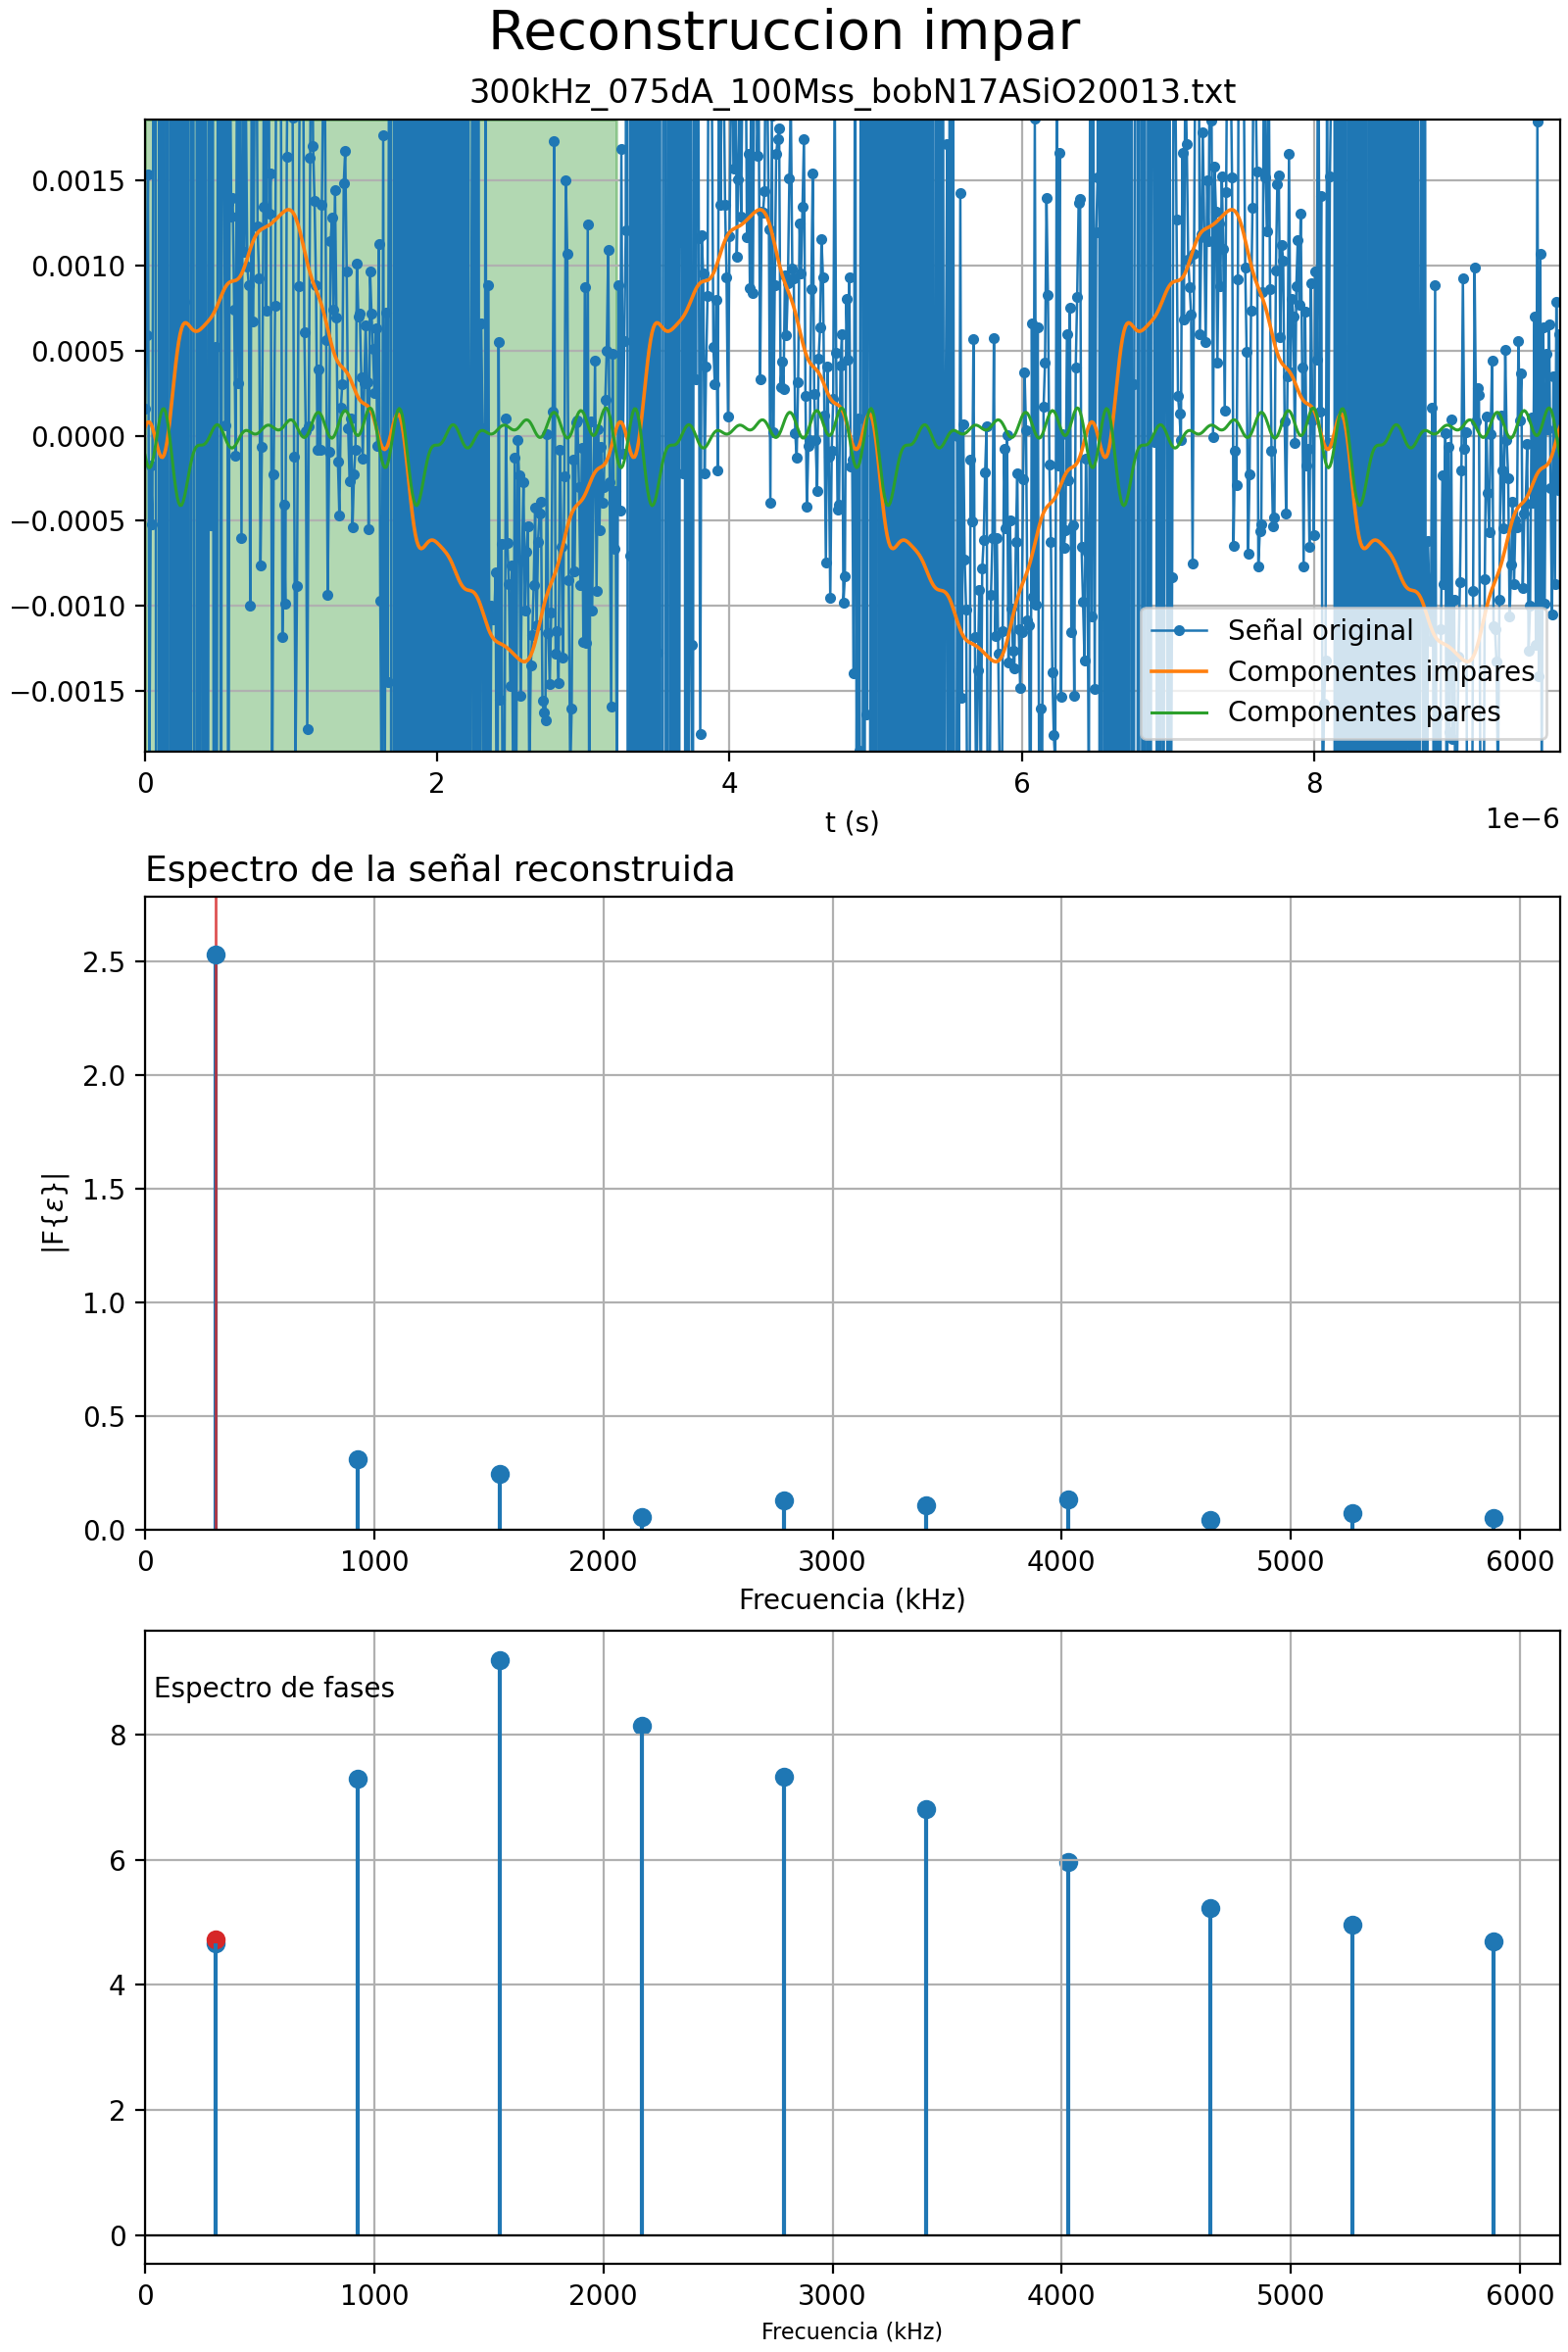 Reconstruccion impar
300kHz_075dA_100Mss_bobN17ASiO20013.txt
0.0015
0.0010
0.0005
0.0000
−0.0005
−0.0010
−0.0015
Señal original
Componentes impares
Componentes pares
0 2 4 6 8
1e−6
t (s)
Espectro de la señal reconstruida
2.5
2.0
1.5
1.0
0.5
0.0
|F{ε}|
0 1000 2000 3000 4000 5000 6000
Frecuencia (kHz)
Espectro de fases
8
6
4
2
0
0 1000 2000 3000 4000 5000 6000
Frecuencia (kHz)